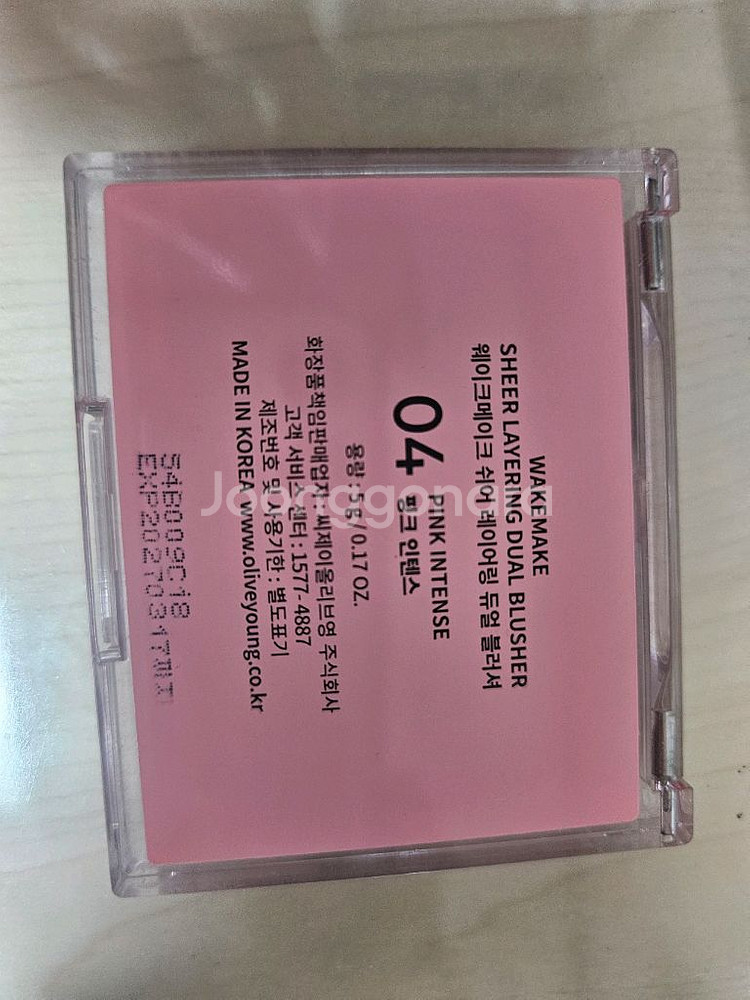 WAKEMAKE
SHEER LAYERING DUAL BLUSHER
웨이크메이크 쉬어 레이어링 듀얼 블러셔
04 PINK INTENSE
핑크 인텐스
용량 : 5 g / 0.17 OZ.
화장품책임판매업자:씨제이올리브영 주식회사
고객 서비스 센터 : 1577-4887
제조번호 및 사용기한 : 별도표기
MADE IN KOREA www.oliveyoung.co.kr
54B009C18
EXP20270317까지
Joonggonara